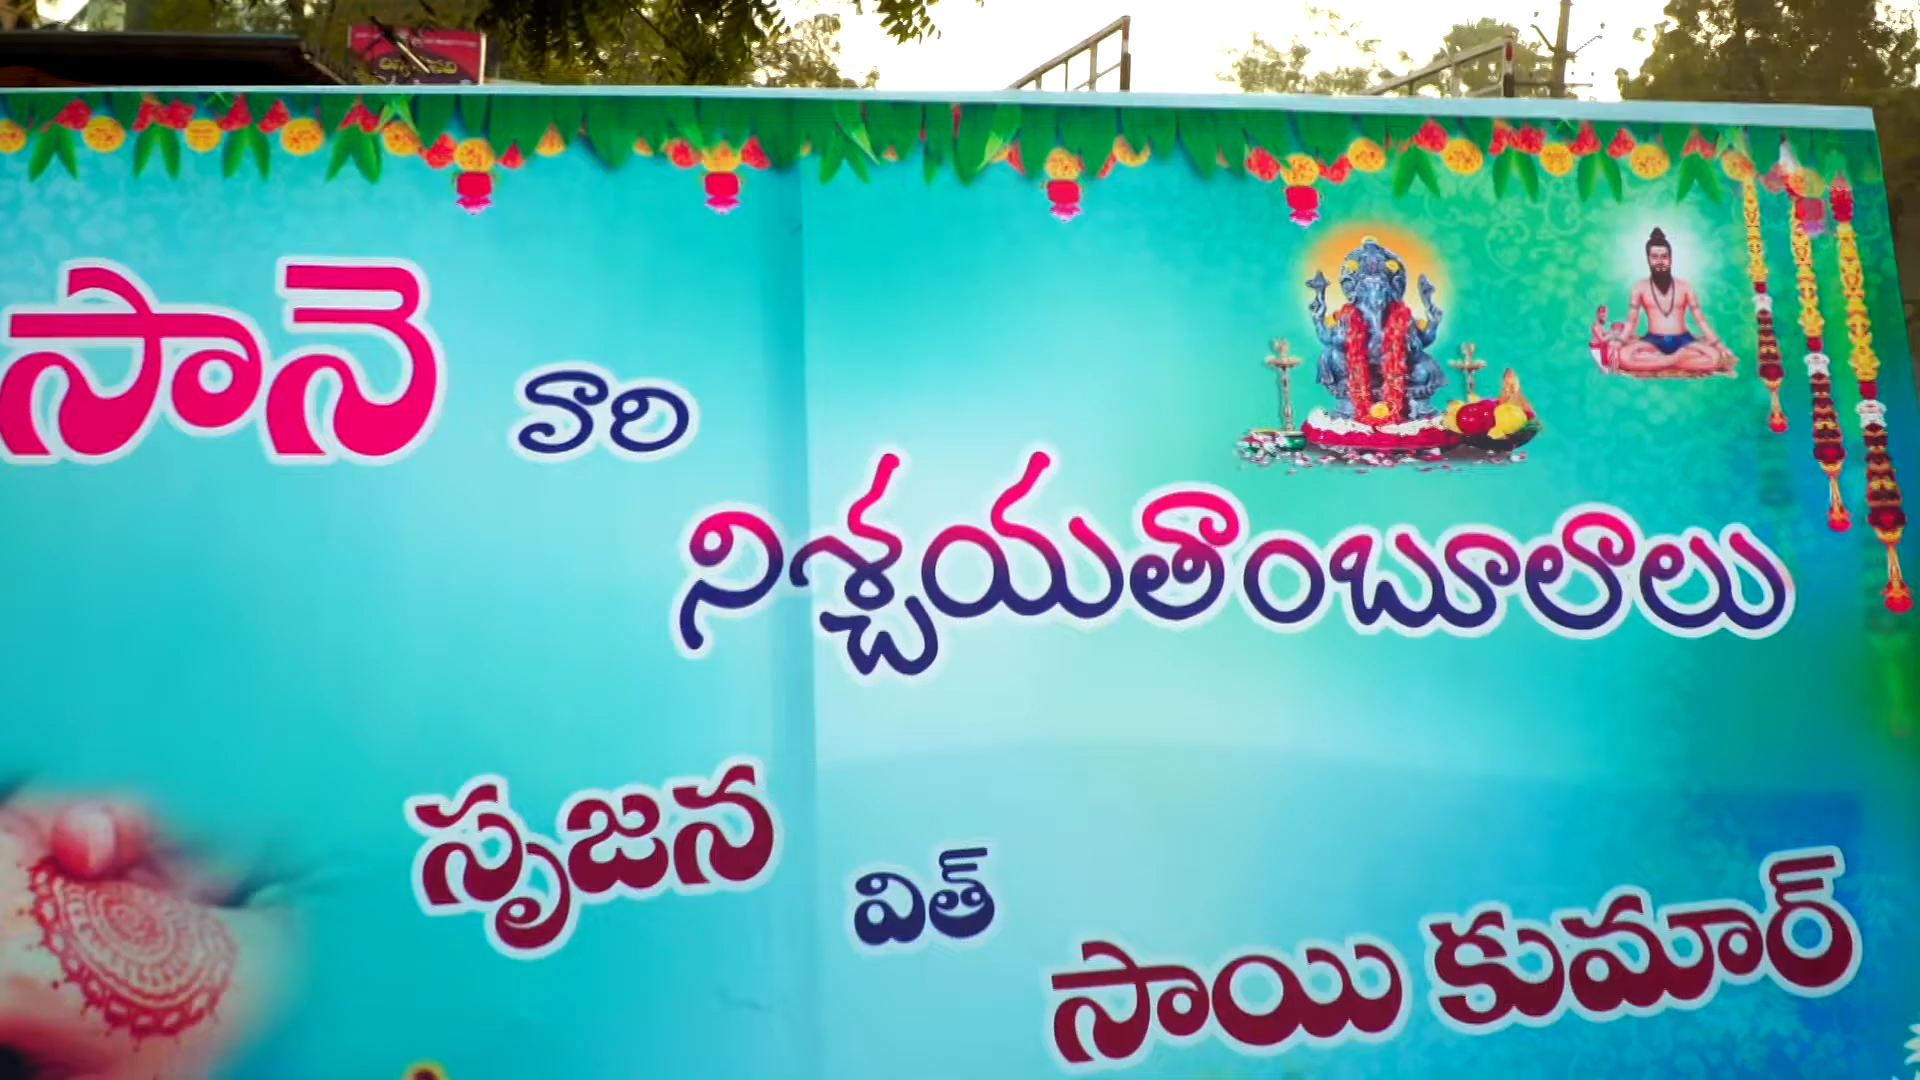 సానె వారి
నిశ్చయతాంబూలాలు
సృజన
విత్
సాయి కుమార్